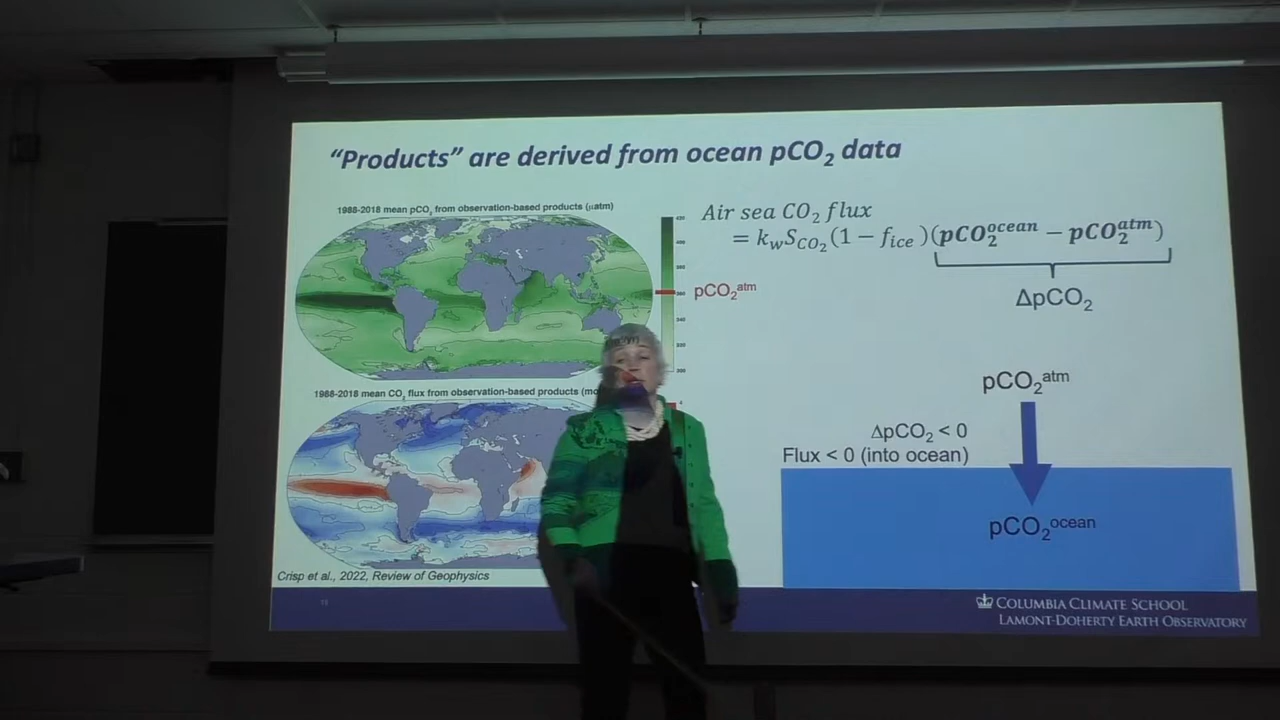 “Products” are derived from ocean pCO₂ data
1988-2018 mean pCO₂ from observation-based products (µatm)
Air sea CO₂ flux
= k_w S_CO₂ (1 − f_ice)(pCO₂^ocean − pCO₂^atm)
ΔpCO₂
pCO₂^atm
1988-2018 mean CO₂ flux from observation-based products
pCO₂^atm
ΔpCO₂ < 0
Flux < 0 (into ocean)
pCO₂^ocean
Crisp et al., 2022, Review of Geophysics
13
COLUMBIA CLIMATE SCHOOL
LAMONT-DOHERTY EARTH OBSERVATORY